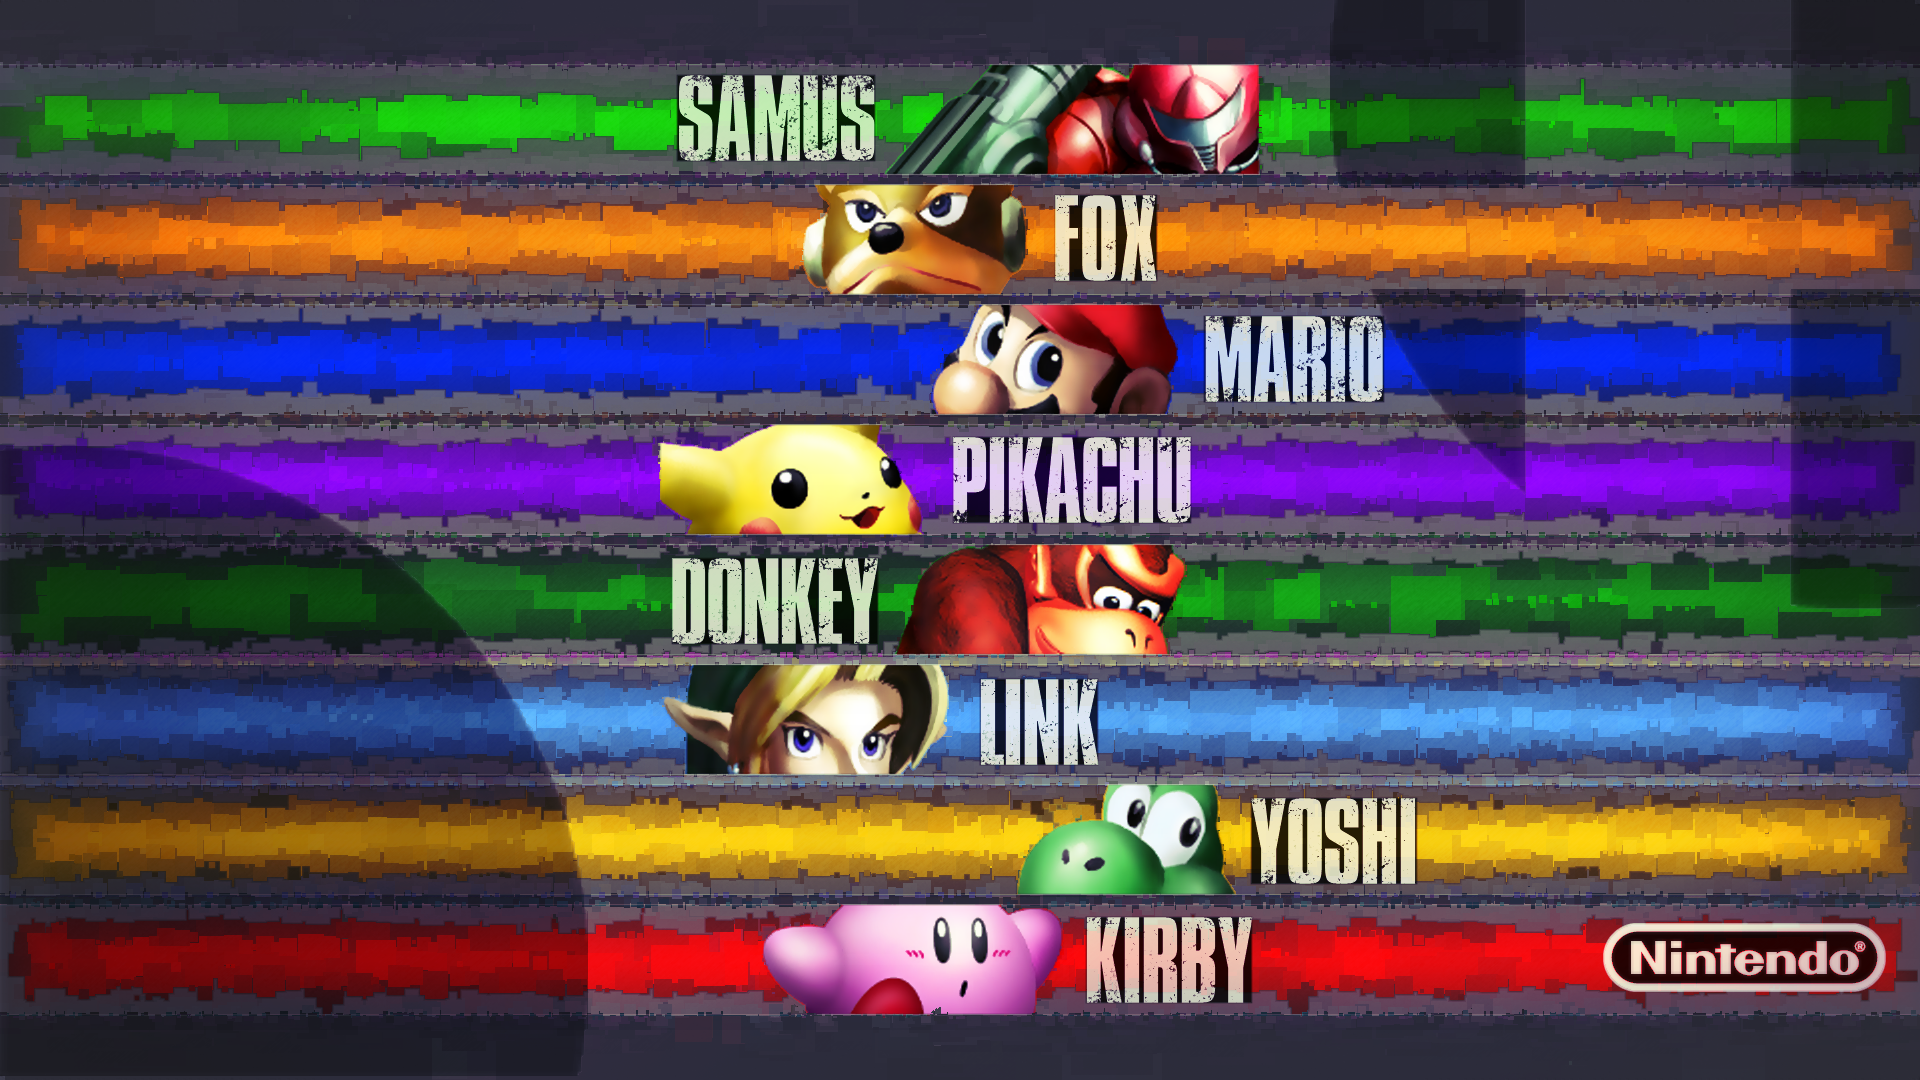 SAMUS
FOX
MARIO
PIKACHU
DONKEY
LINK
YOSHI
KIRBY
Nintendo®